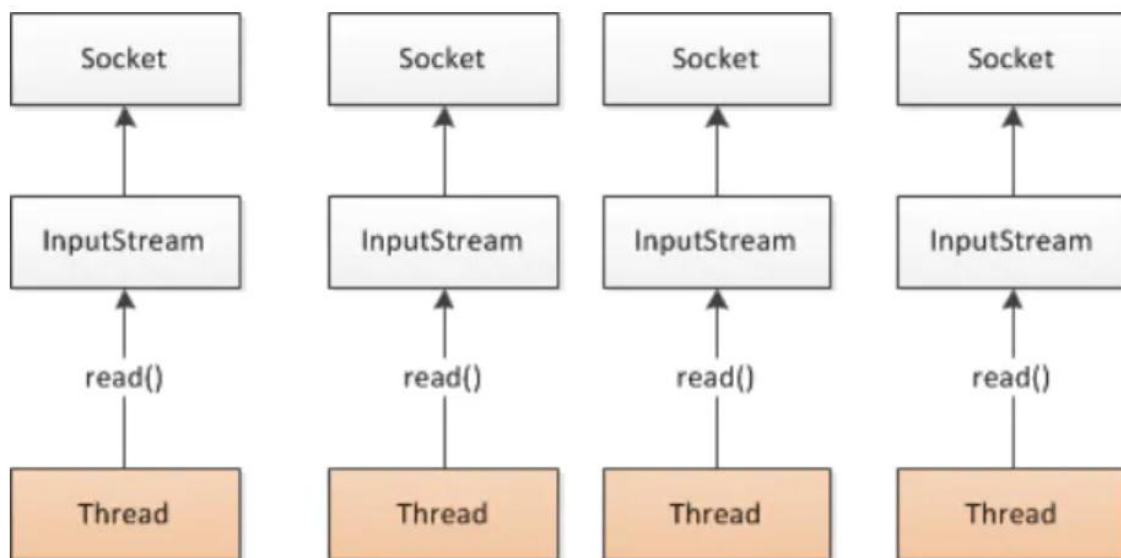 Socket Socket Socket Socket
InputStream InputStream InputStream InputStream
read() read() read() read()
Thread Thread Thread Thread